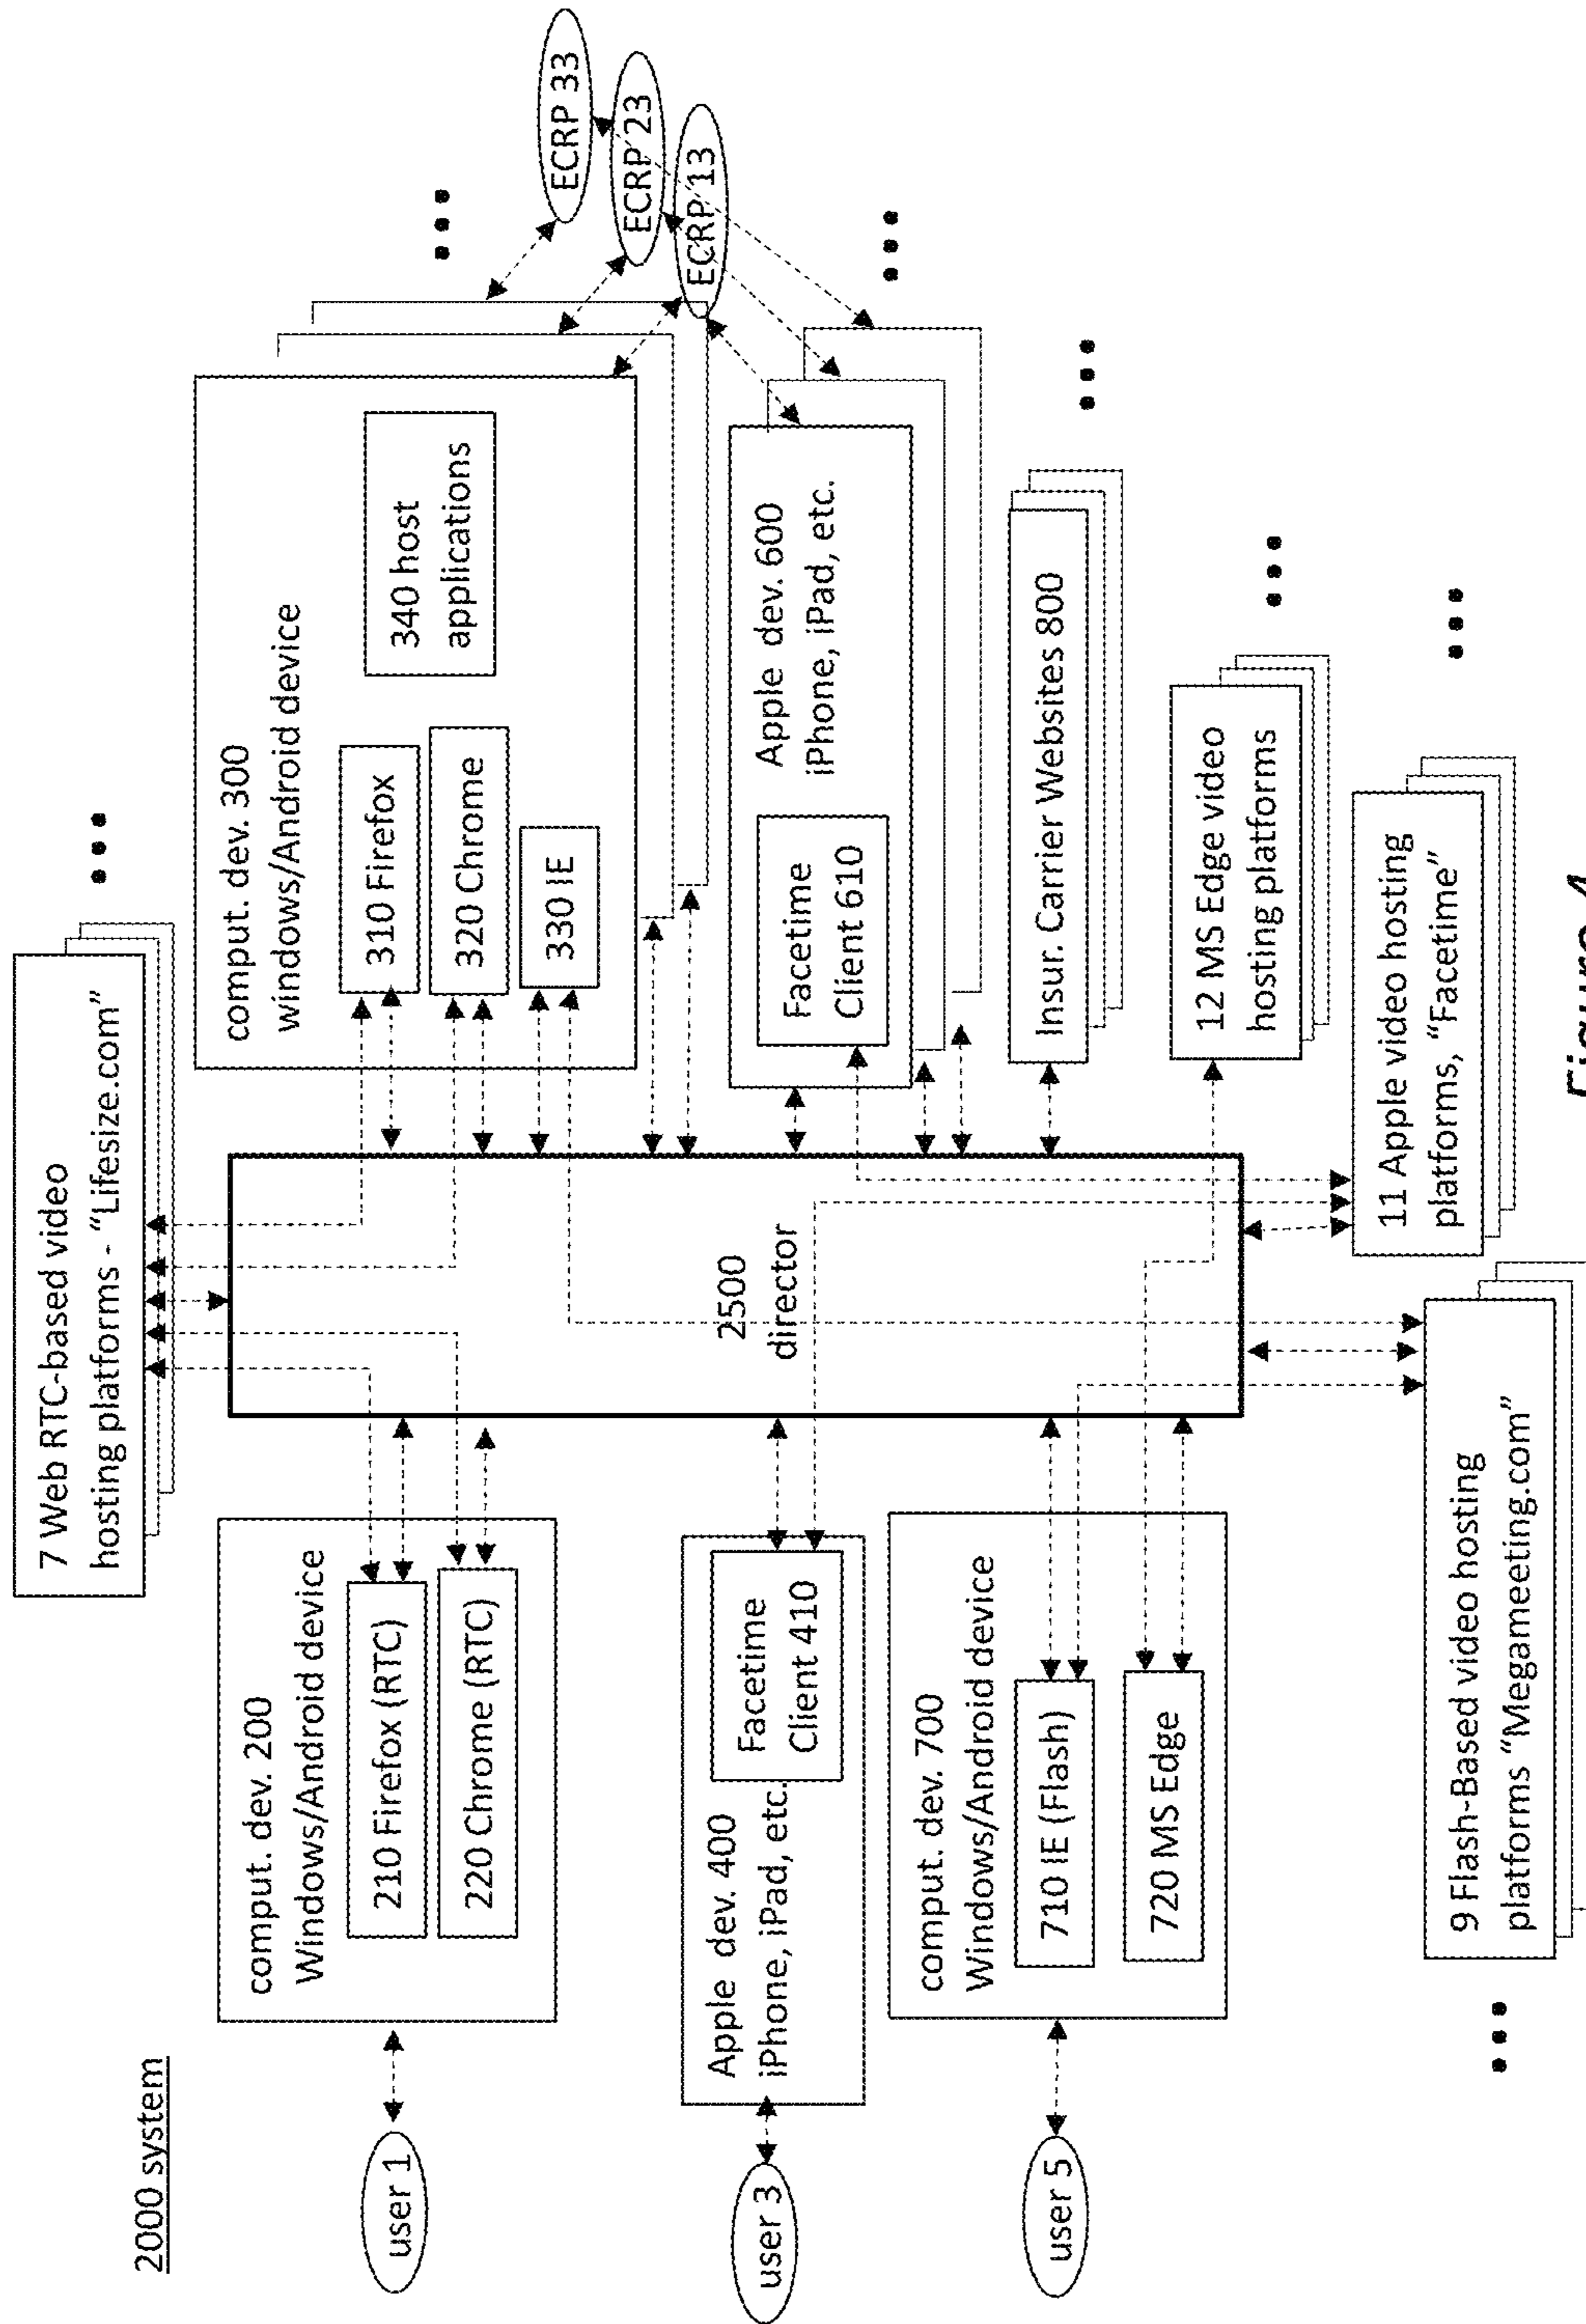 2000 system
7 Web RTC-based video
hosting platforms - "Lifesize.com"
user 1
comput. dev. 200
Windows/Android device
210 Firefox (RTC)
220 Chrome (RTC)
user 3
Apple dev. 400
iPhone, iPad, etc.
Facetime
Client 410
user 5
comput. dev. 700
Windows/Android device
710 IE (Flash)
720 MS Edge
2500
director
comput. dev. 300
windows/Android device
310 Firefox
320 Chrome
330 IE
340 host
applications
ECRP 33
ECRP 23
ECRP 13
Apple dev. 600
iPhone, iPad, etc.
Facetime
Client 610
Insur. Carrier Websites 800
12 MS Edge video
hosting platforms
11 Apple video hosting
platforms, "Facetime"
9 Flash-Based video hosting
platforms "Megameeting.com"
Figure 4